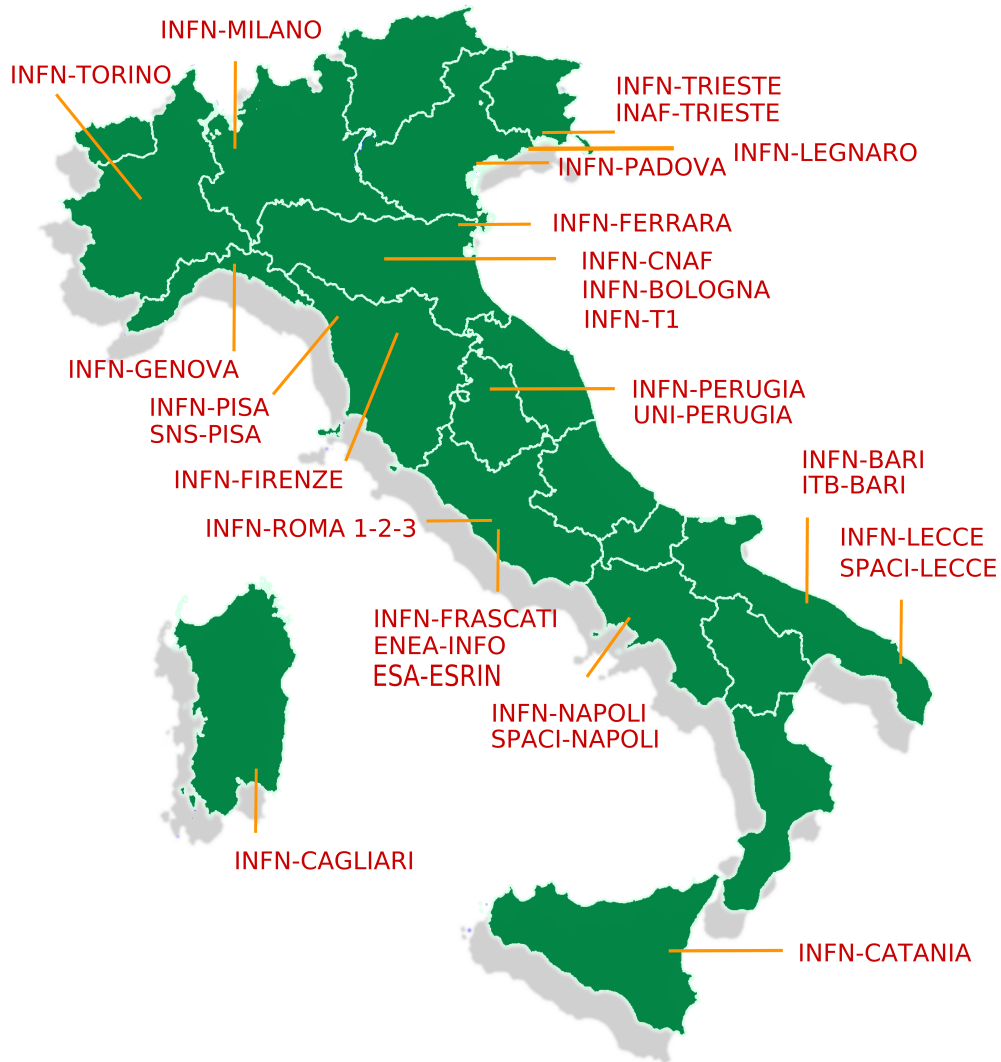 INFN-MILANO
INFN-TORINO
INFN-TRIESTE
INAF-TRIESTE
INFN-LEGNARO
INFN-PADOVA
INFN-FERRARA
INFN-CNAF
INFN-BOLOGNA
INFN-T1
INFN-GENOVA
INFN-PISA
SNS-PISA
INFN-PERUGIA
UNI-PERUGIA
INFN-FIRENZE
INFN-BARI
ITB-BARI
INFN-ROMA 1-2-3
INFN-LECCE
SPACI-LECCE
INFN-FRASCATI
ENEA-INFO
ESA-ESRIN
INFN-NAPOLI
SPACI-NAPOLI
INFN-CAGLIARI
INFN-CATANIA